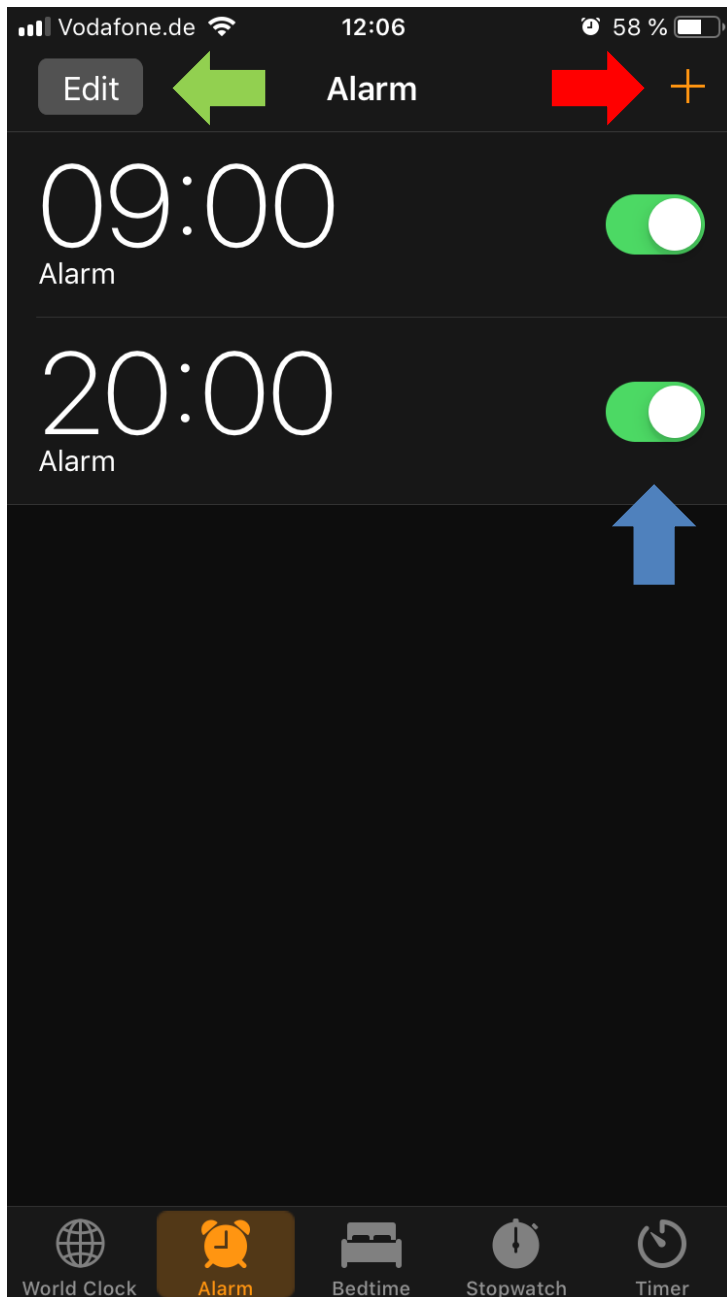 Vodafone.de 12:06 58 %
Edit Alarm +
09:00
Alarm
20:00
Alarm
World Clock Alarm Bedtime Stopwatch Timer